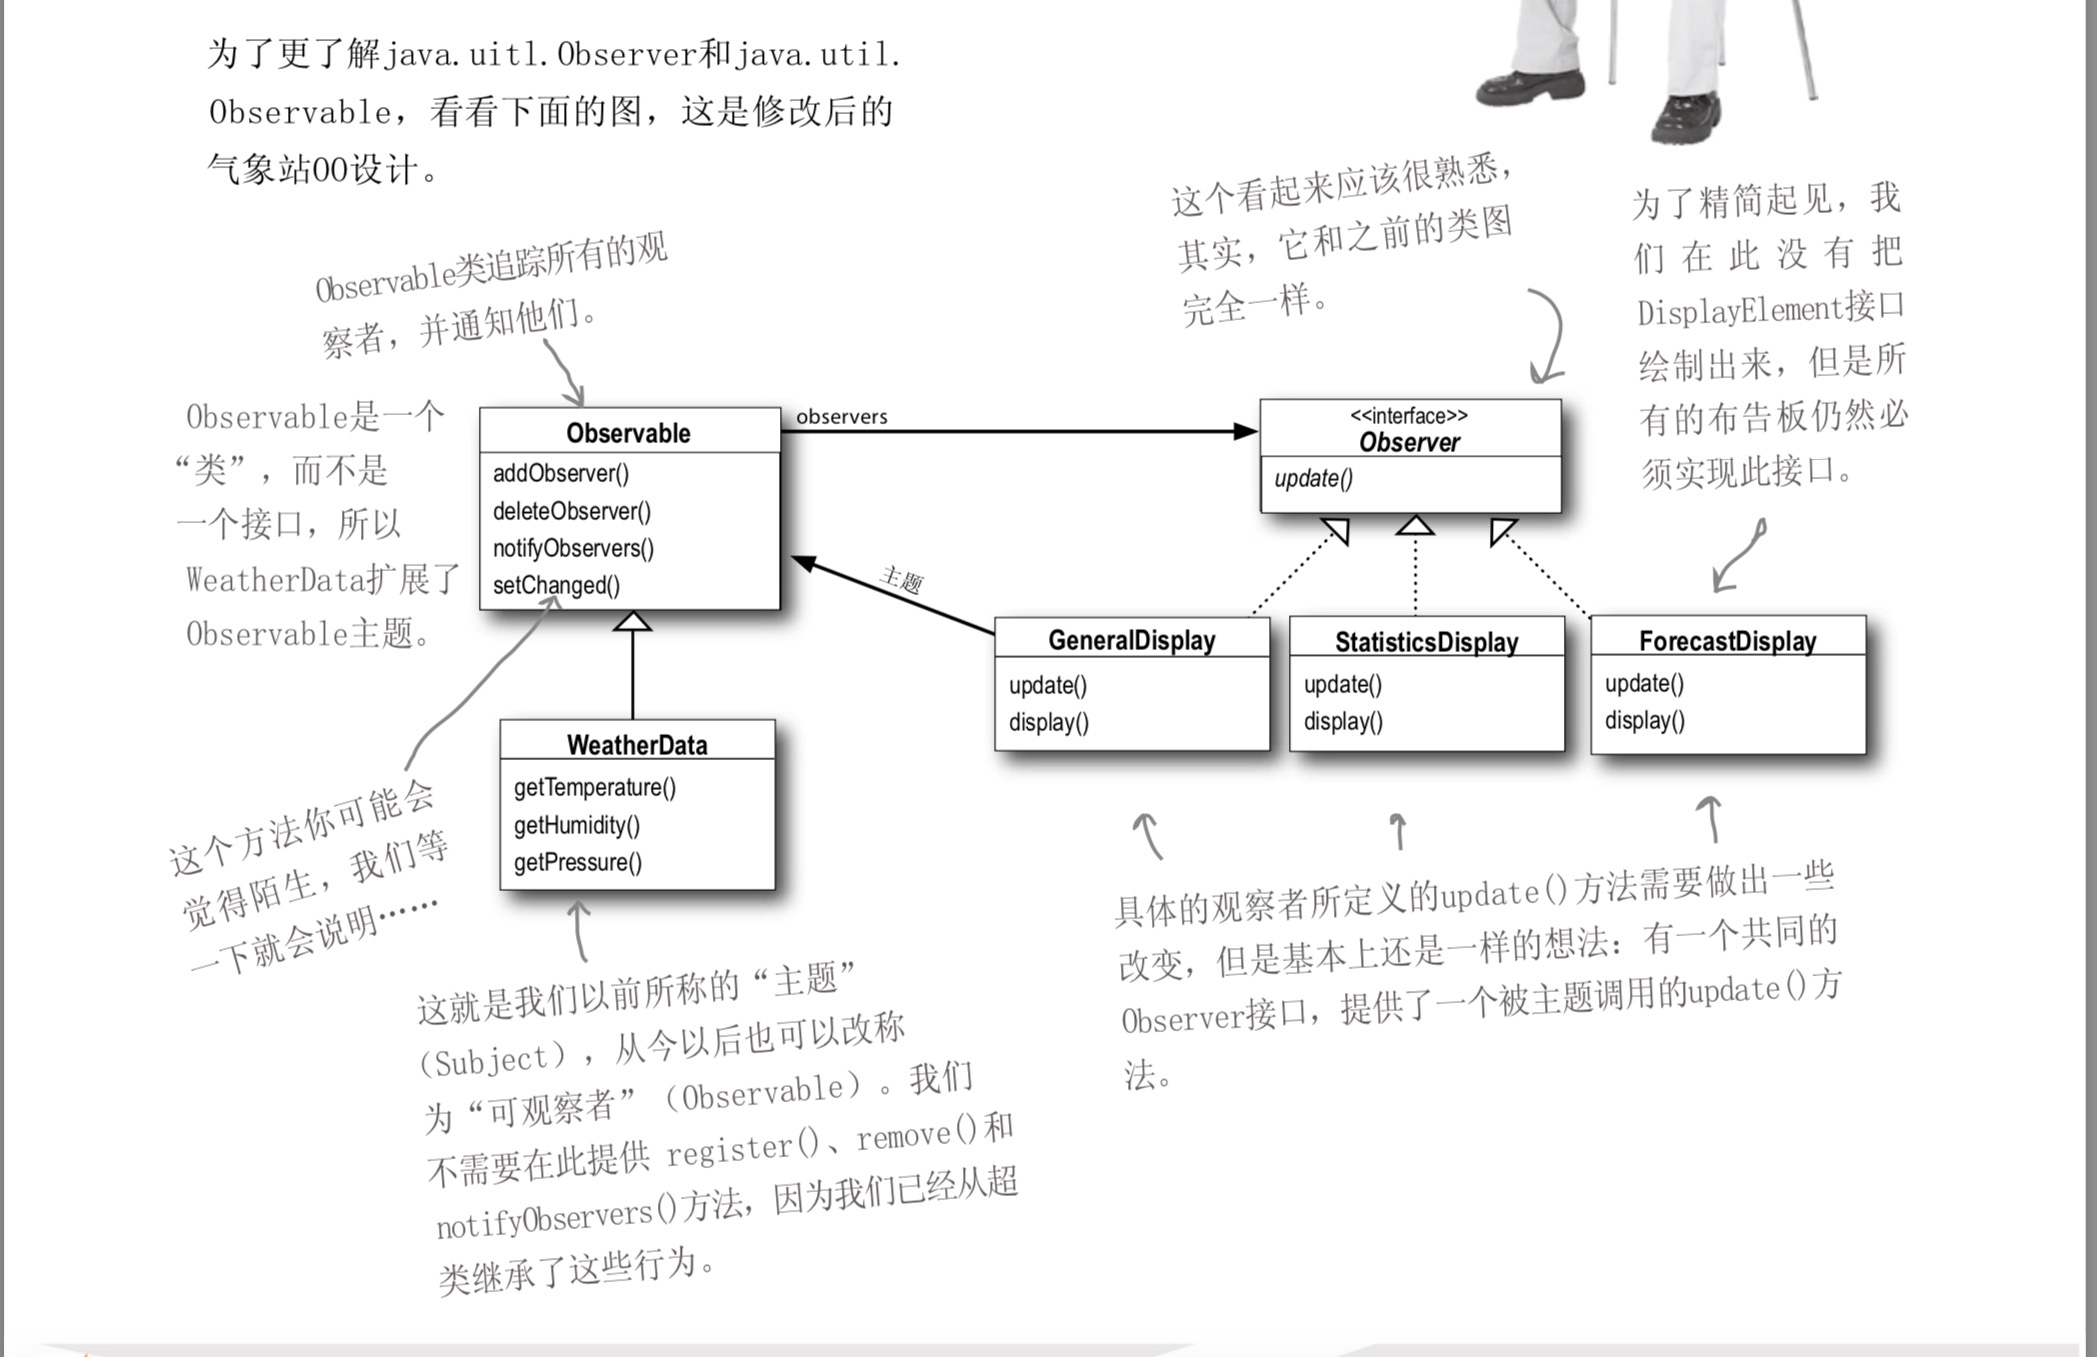 为了更了解java.uitl.Observer和java.util.
Observable，看看下面的图，这是修改后的
气象站OO设计。
这个看起来应该很熟悉，
其实，它和之前的类图
完全一样。
为了精简起见，我
们在此没有把
DisplayElement接口
绘制出来，但是所
有的布告板仍然必
须实现此接口。
Observable类追踪所有的观
察者，并通知他们。
Observable是一个
“类”，而不是
一个接口，所以
WeatherData扩展了
Observable主题。
Observable
addObserver()
deleteObserver()
notifyObservers()
setChanged()
observers
<<interface>>
Observer
update()
主题
GeneralDisplay
update()
display()
StatisticsDisplay
update()
display()
ForecastDisplay
update()
display()
WeatherData
getTemperature()
getHumidity()
getPressure()
这个方法你可能会
觉得陌生，我们等
一下就会说明……
这就是我们以前所称的“主题”
（Subject），从今以后也可以改称
为“可观察者”（Observable）。我们
不需要在此提供 register()、remove()和
notifyObservers()方法，因为我们已经从超
类继承了这些行为。
具体的观察者所定义的update()方法需要做出一些
改变，但是基本上还是一样的想法：有一个共同的
Observer接口，提供了一个被主题调用的update()方
法。